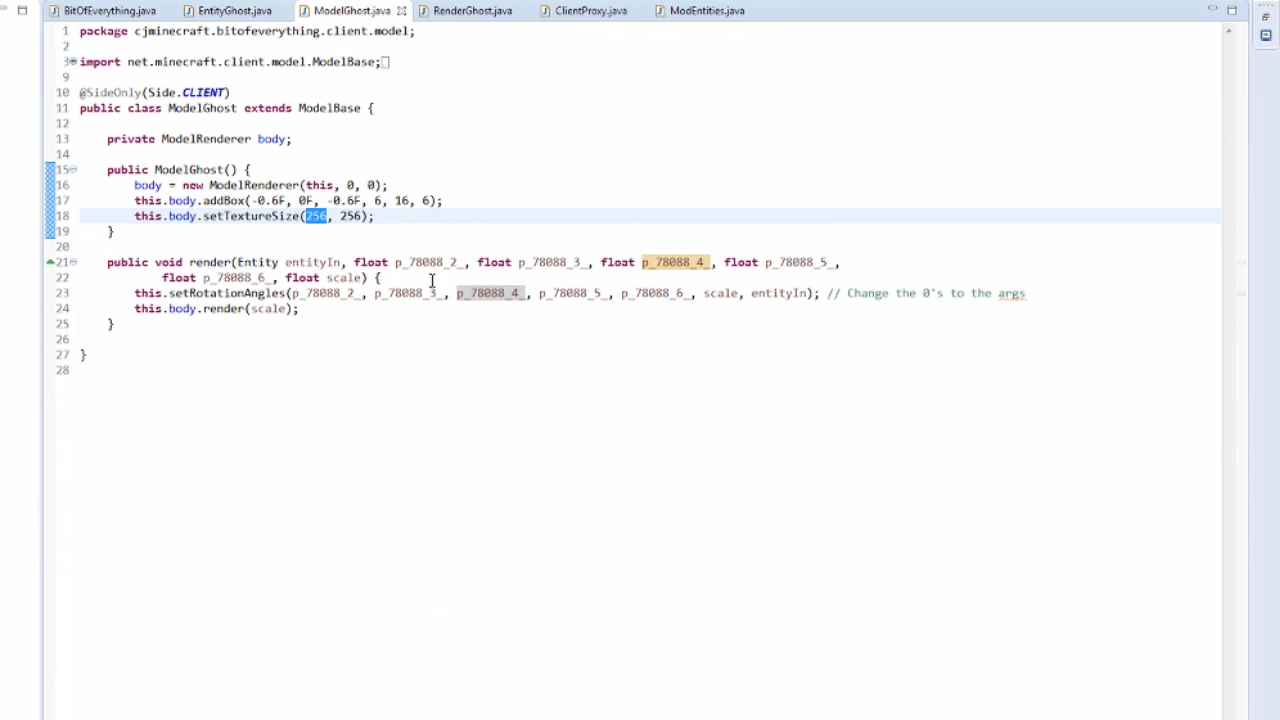 BitOfEverything.java EntityGhost.java ModelGhost.java RenderGhost.java ClientProxy.java ModEntities.java
1 package cjminecraft.bitofeverything.client.model;
2
3 import net.minecraft.client.model.ModelBase;
9
10 @SideOnly(Side.CLIENT)
11 public class ModelGhost extends ModelBase {
12
13 private ModelRenderer body;
14
15 public ModelGhost() {
16 body = new ModelRenderer(this, 0, 0);
17 this.body.addBox(-0.6F, 0F, -0.6F, 6, 16, 6);
18 this.body.setTextureSize(256, 256);
19 }
20
21 public void render(Entity entityIn, float p_78088_2_, float p_78088_3_, float p_78088_4_, float p_78088_5_,
22 float p_78088_6_, float scale) {
23 this.setRotationAngles(p_78088_2_, p_78088_3_, p_78088_4_, p_78088_5_, p_78088_6_, scale, entityIn); // Change the 0's to the args
24 this.body.render(scale);
25 }
26
27 }
28